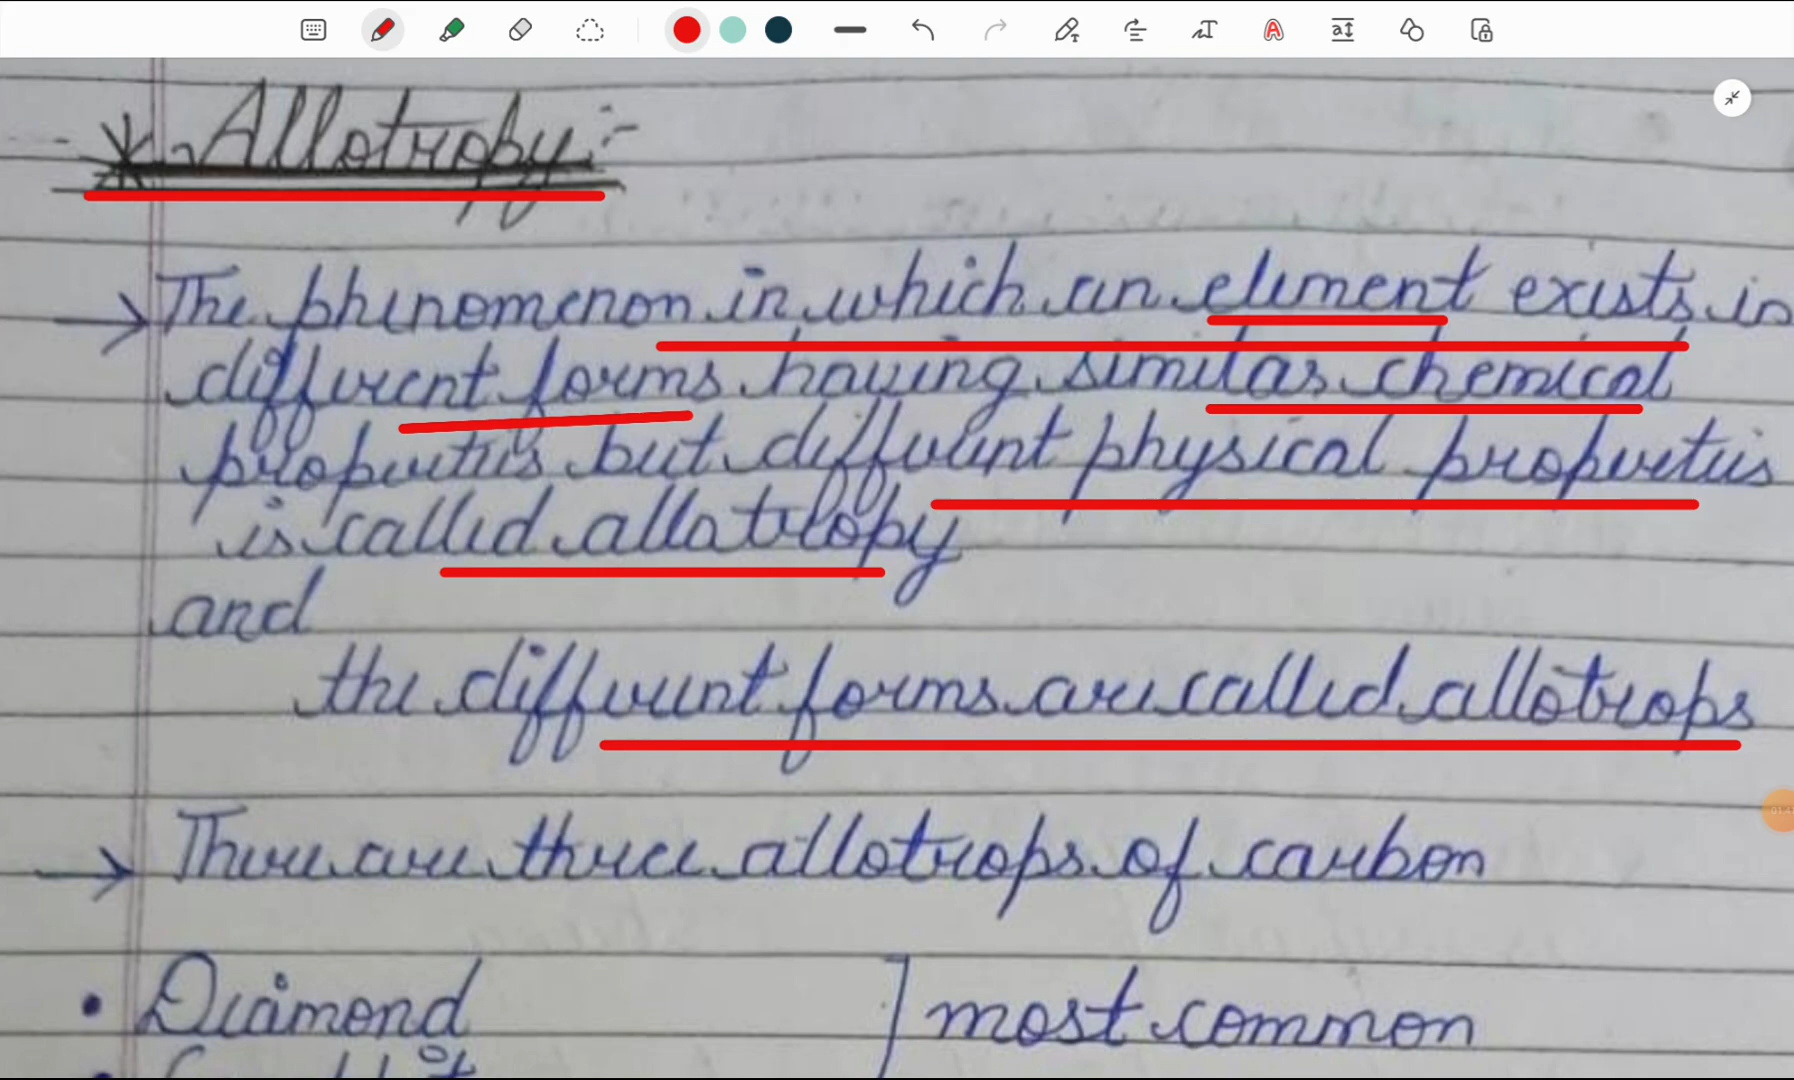 * Allotropy :-
→ The phenomenon in which an element exists in
different forms having similar chemical
properties but different physical properties
is called allotropy
and
the different forms are called allotrops
→ There are three allotrops of carbon
• Diamond ] most common